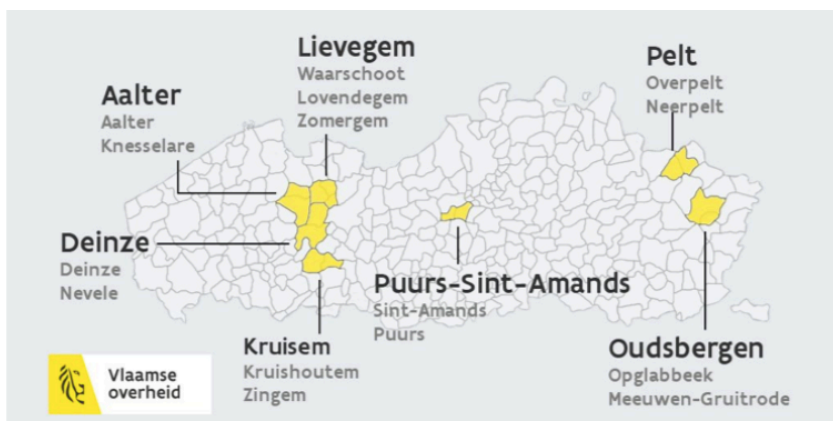 Lievegem
Waarschoot
Lovendegem
Zomergem
Pelt
Overpelt
Neerpelt
Aalter
Aalter
Knesselare
Deinze
Deinze
Nevele
Puurs-Sint-Amands
Sint-Amands
Puurs
Kruisem
Kruishoutem
Zingem
Oudsbergen
Opglabbeek
Meeuwen-Gruitrode
Vlaamse
overheid